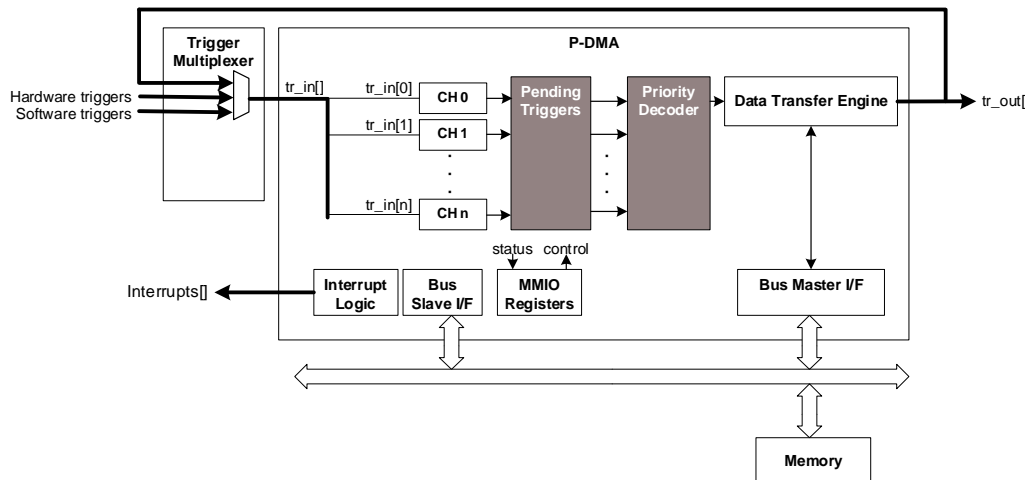 Trigger
Multiplexer
P-DMA
Hardware triggers
Software triggers
tr_in[]
tr_in[0]
CH 0
tr_in[1]
CH 1
tr_in[n]
CH n
Pending
Triggers
Priority
Decoder
Data Transfer Engine
tr_out[
status control
Interrupts[]
Interrupt
Logic
Bus
Slave I/F
MMIO
Registers
Bus Master I/F
Memory